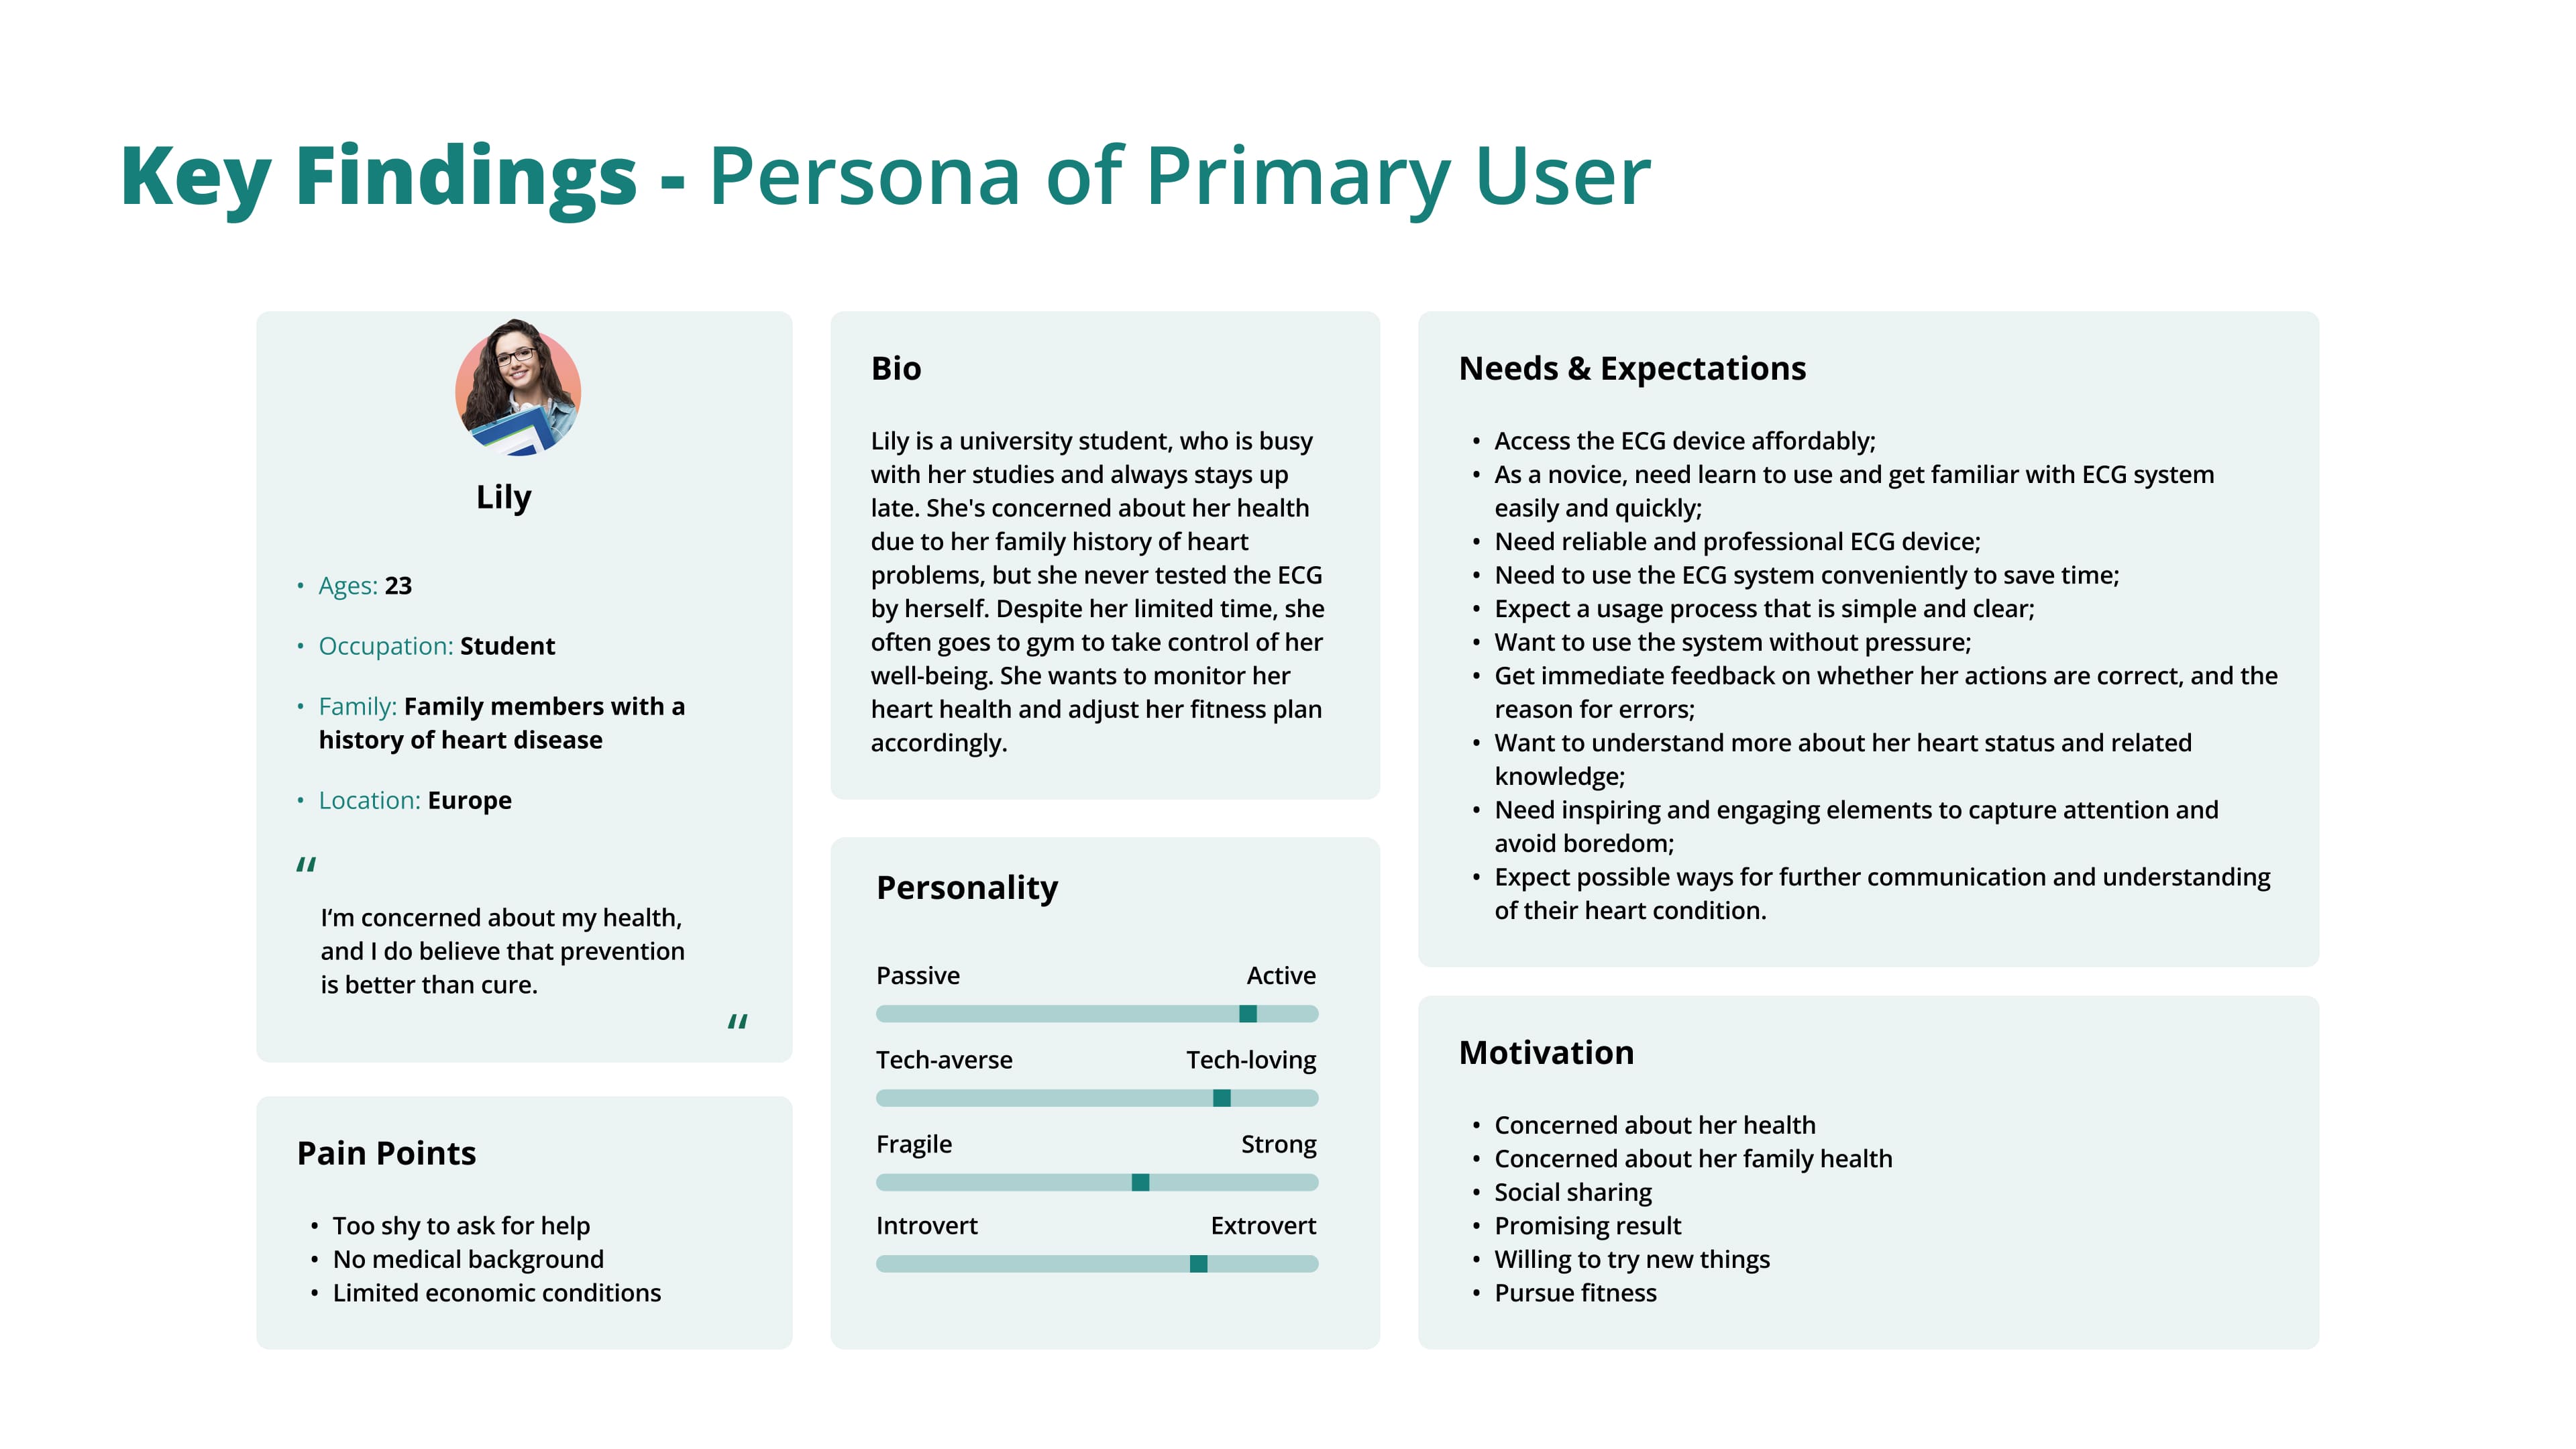 Key Findings - Persona of Primary User
Lily
• Ages: 23
• Occupation: Student
• Family: Family members with a
history of heart disease
• Location: Europe
“
I‘m concerned about my health,
and I do believe that prevention
is better than cure.
“
Pain Points
• Too shy to ask for help
• No medical background
• Limited economic conditions
Bio
Lily is a university student, who is busy
with her studies and always stays up
late. She's concerned about her health
due to her family history of heart
problems, but she never tested the ECG
by herself. Despite her limited time, she
often goes to gym to take control of her
well-being. She wants to monitor her
heart health and adjust her fitness plan
accordingly.
Personality
Passive Active
Tech-averse Tech-loving
Fragile Strong
Introvert Extrovert
Needs & Expectations
• Access the ECG device affordably;
• As a novice, need learn to use and get familiar with ECG system
easily and quickly;
• Need reliable and professional ECG device;
• Need to use the ECG system conveniently to save time;
• Expect a usage process that is simple and clear;
• Want to use the system without pressure;
• Get immediate feedback on whether her actions are correct, and the
reason for errors;
• Want to understand more about her heart status and related
knowledge;
• Need inspiring and engaging elements to capture attention and
avoid boredom;
• Expect possible ways for further communication and understanding
of their heart condition.
Motivation
• Concerned about her health
• Concerned about her family health
• Social sharing
• Promising result
• Willing to try new things
• Pursue fitness